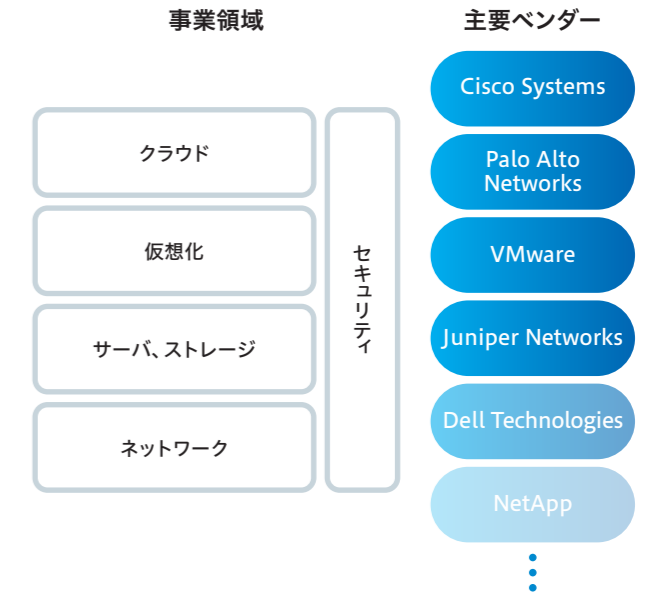 事業領域
主要ベンダー
クラウド
仮想化
サーバ、ストレージ
ネットワーク
セキュリティ
Cisco Systems
Palo Alto
Networks
VMware
Juniper Networks
Dell Technologies
NetApp